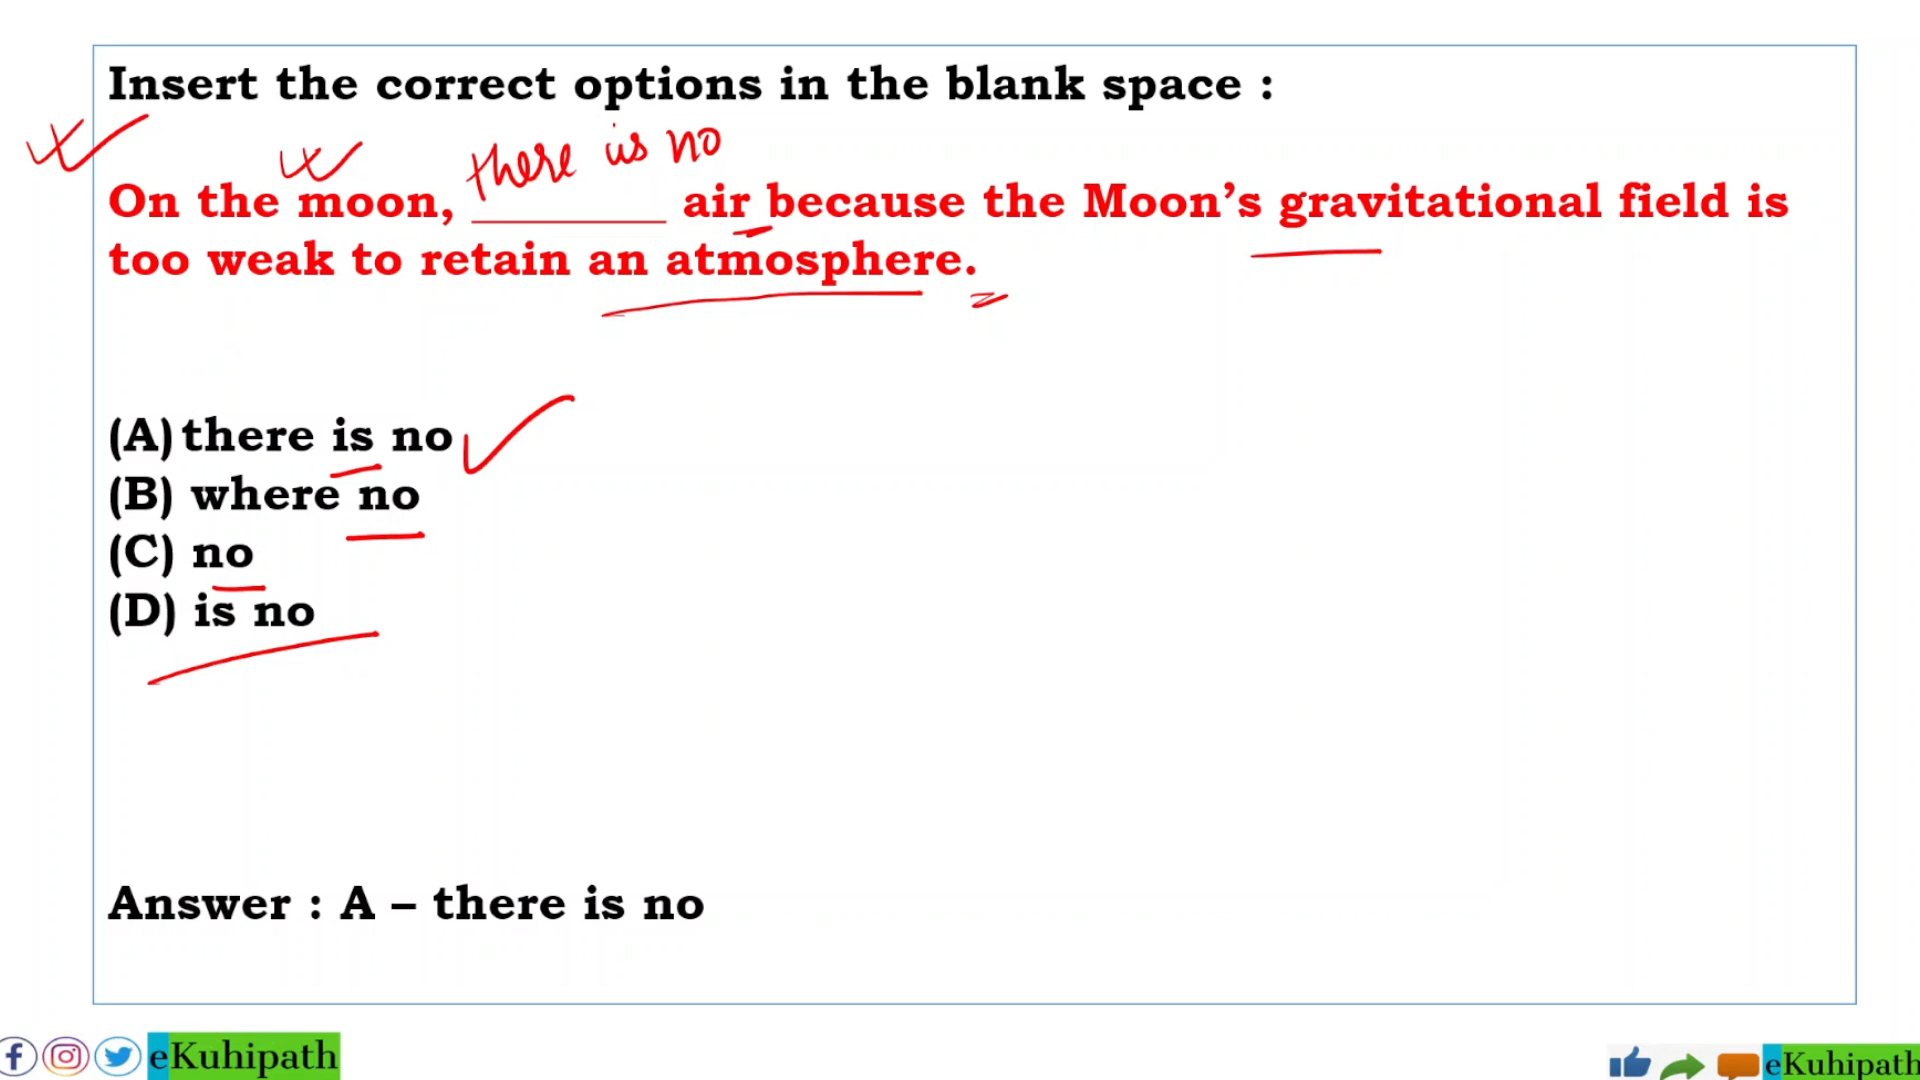 Insert the correct options in the blank space :
there is no
On the moon, ________ air because the Moon's gravitational field is
too weak to retain an atmosphere.
(A) there is no
(B) where no
(C) no
(D) is no
Answer : A – there is no
eKuhipath
eKuhipath